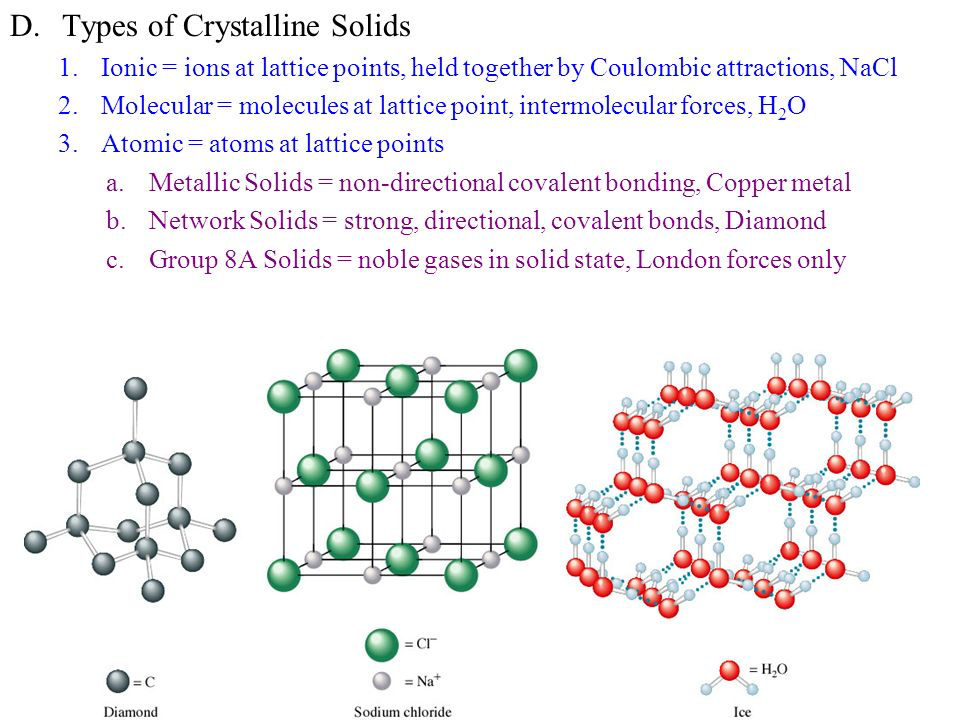 D. Types of Crystalline Solids
1. Ionic = ions at lattice points, held together by Coulombic attractions, NaCl
2. Molecular = molecules at lattice point, intermolecular forces, H₂O
3. Atomic = atoms at lattice points
a. Metallic Solids = non-directional covalent bonding, Copper metal
b. Network Solids = strong, directional, covalent bonds, Diamond
c. Group 8A Solids = noble gases in solid state, London forces only
= C
Diamond
= Cl⁻
= Na⁺
Sodium chloride
= H₂O
Ice